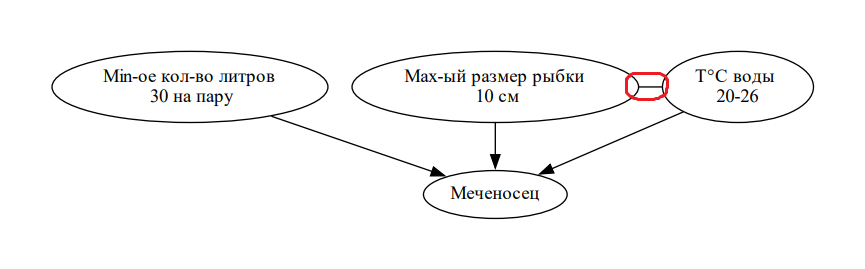 Min-ое кол-во литров
30 на пару
Max-ый размер рыбки
10 см
T°C воды
20-26
Меченосец